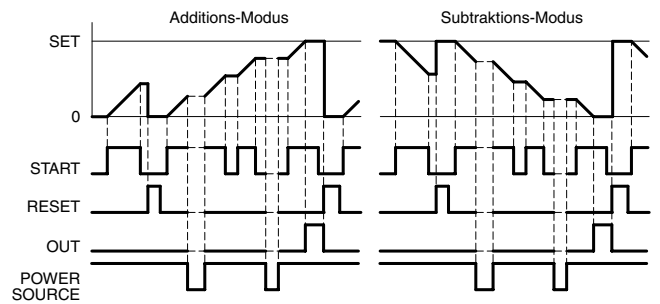 Additions-Modus
Subtraktions-Modus
SET
0
START
RESET
OUT
POWER
SOURCE